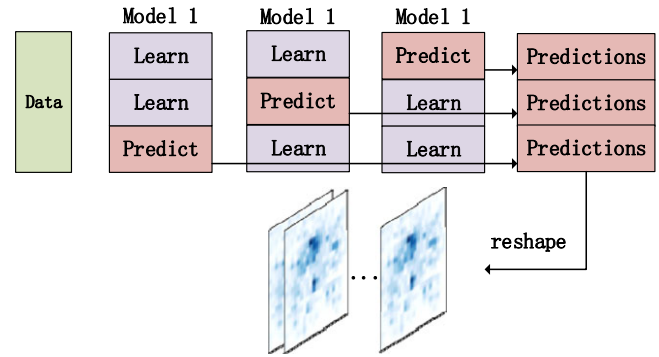 Model 1 Model 1 Model 1
Learn Learn Predict Predictions
Data Learn Predict Learn Predictions
Predict Learn Learn Predictions
reshape
...